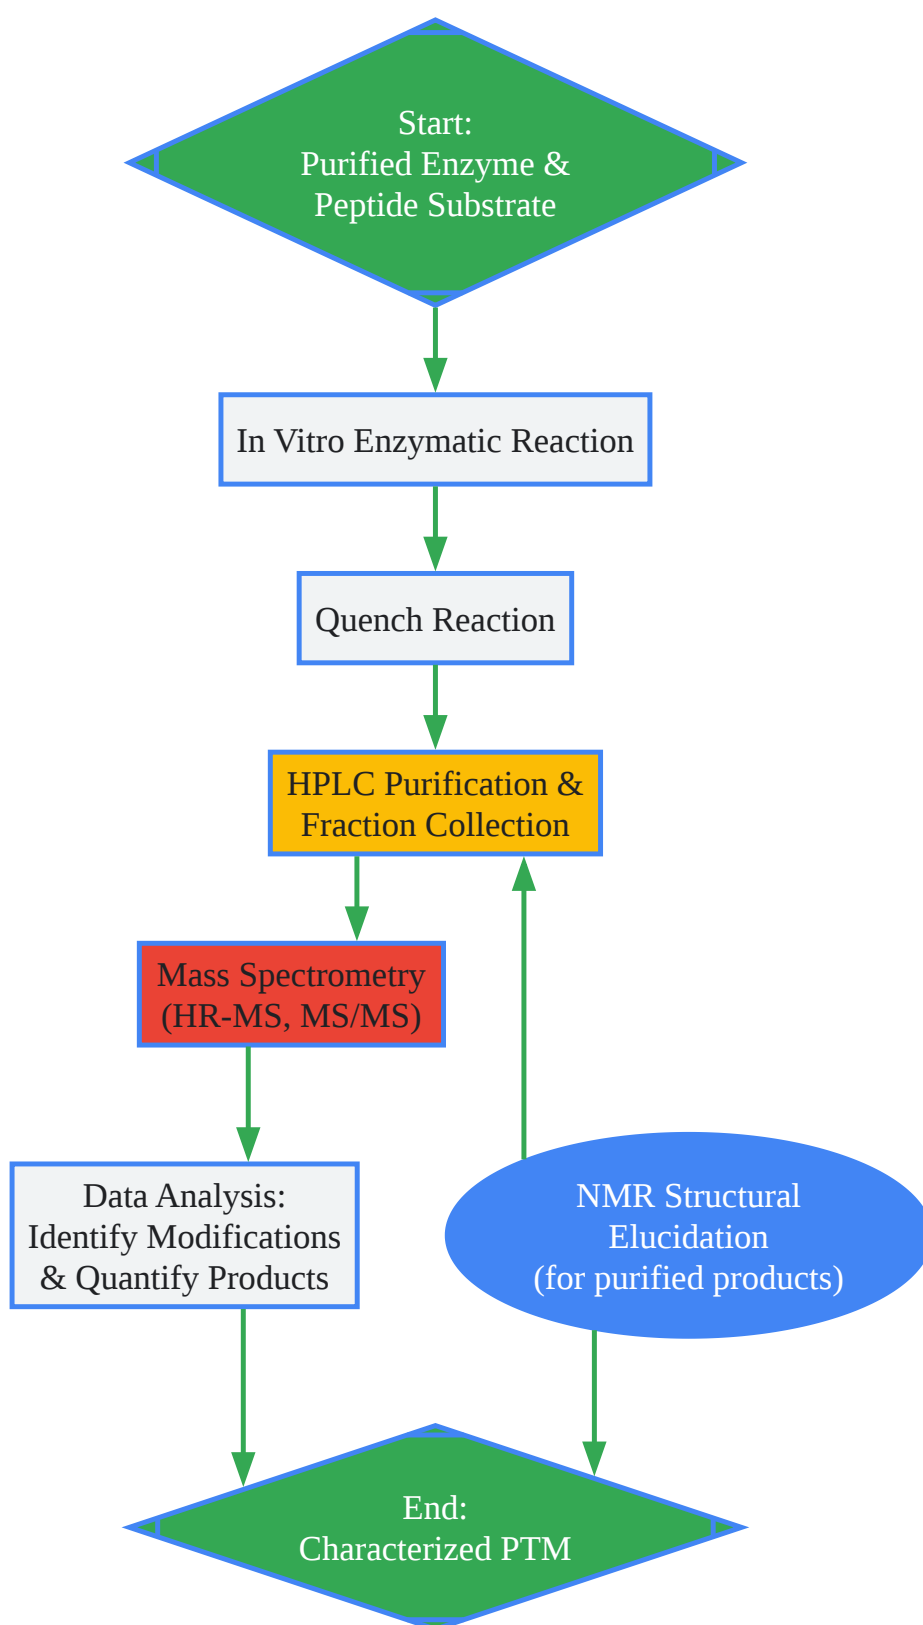 Start:
Purified Enzyme &
Peptide Substrate
In Vitro Enzymatic Reaction
Quench Reaction
HPLC Purification &
Fraction Collection
Mass Spectrometry
(HR-MS, MS/MS)
Data Analysis:
Identify Modifications
& Quantify Products
NMR Structural
Elucidation
(for purified products)
End:
Characterized PTM